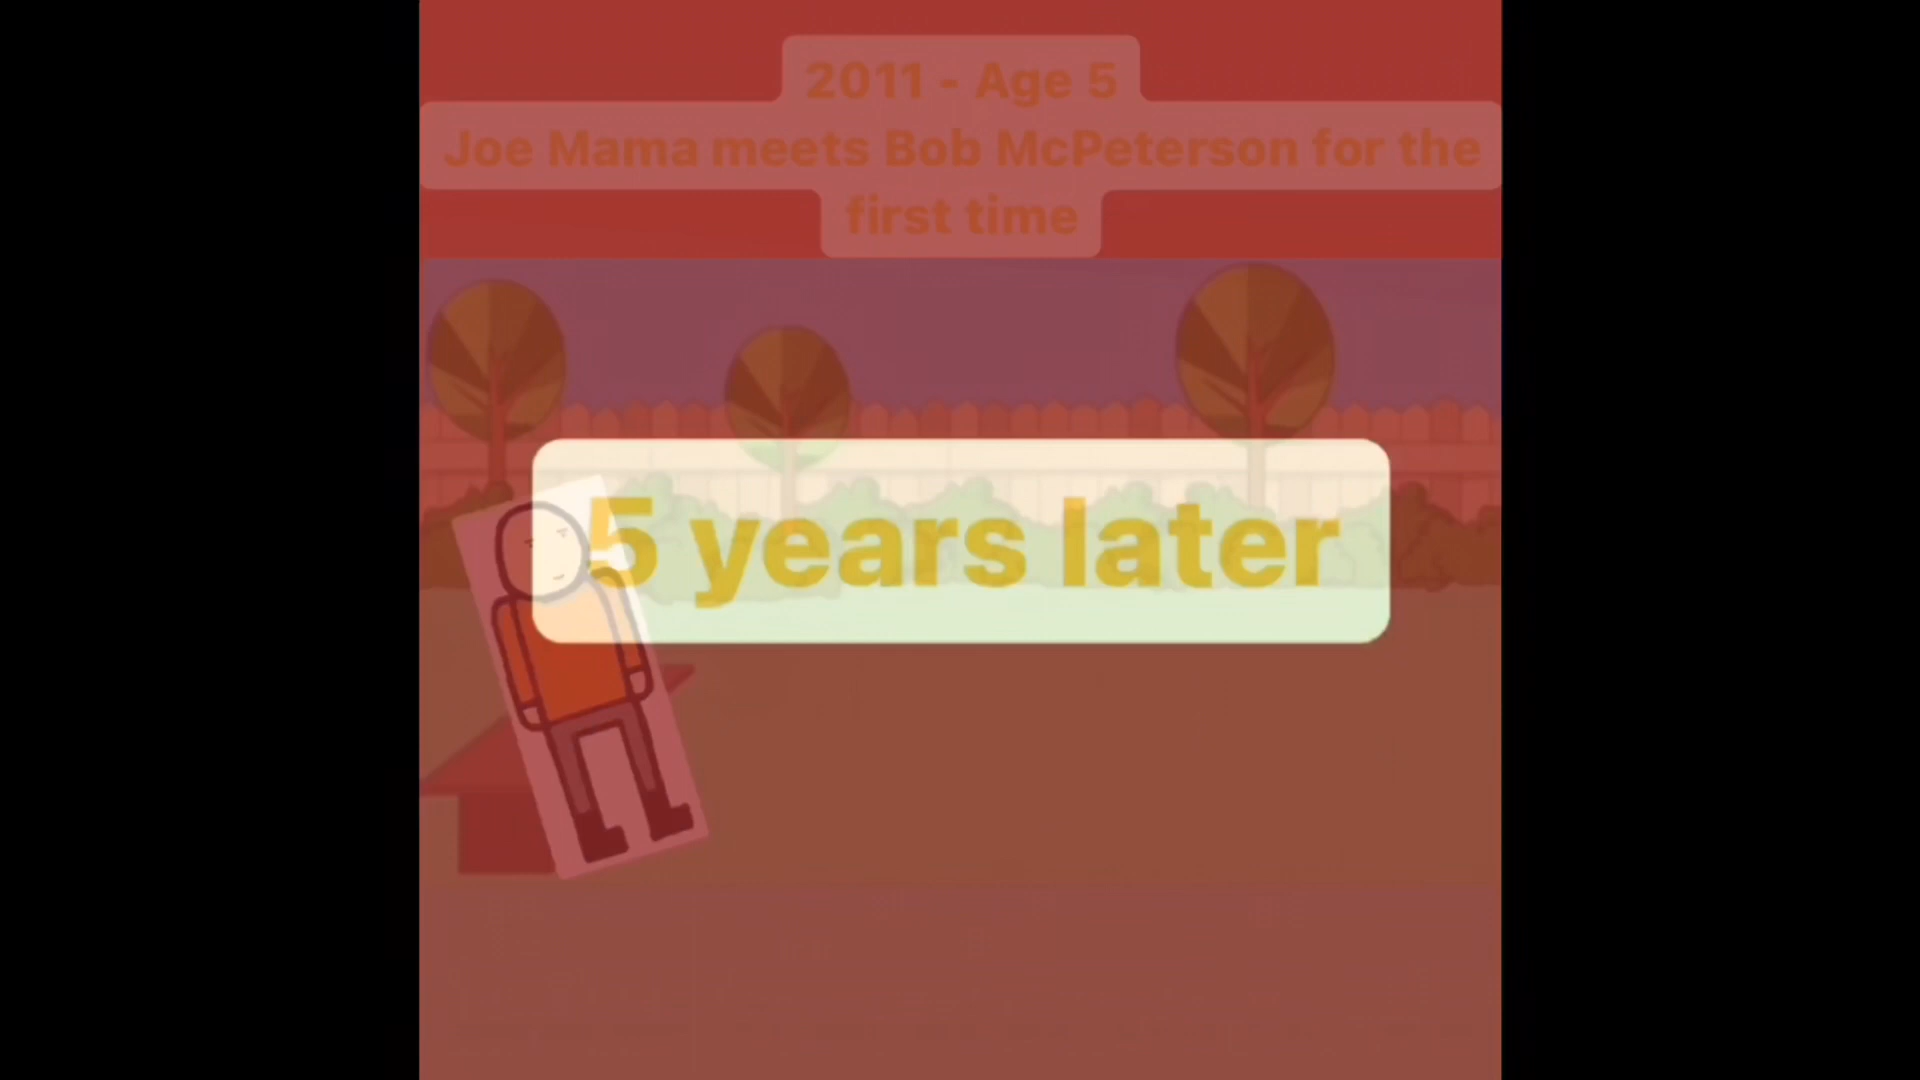 2011 - Age 5
Joe Mama meets Bob McPeterson for the
first time
5 years later